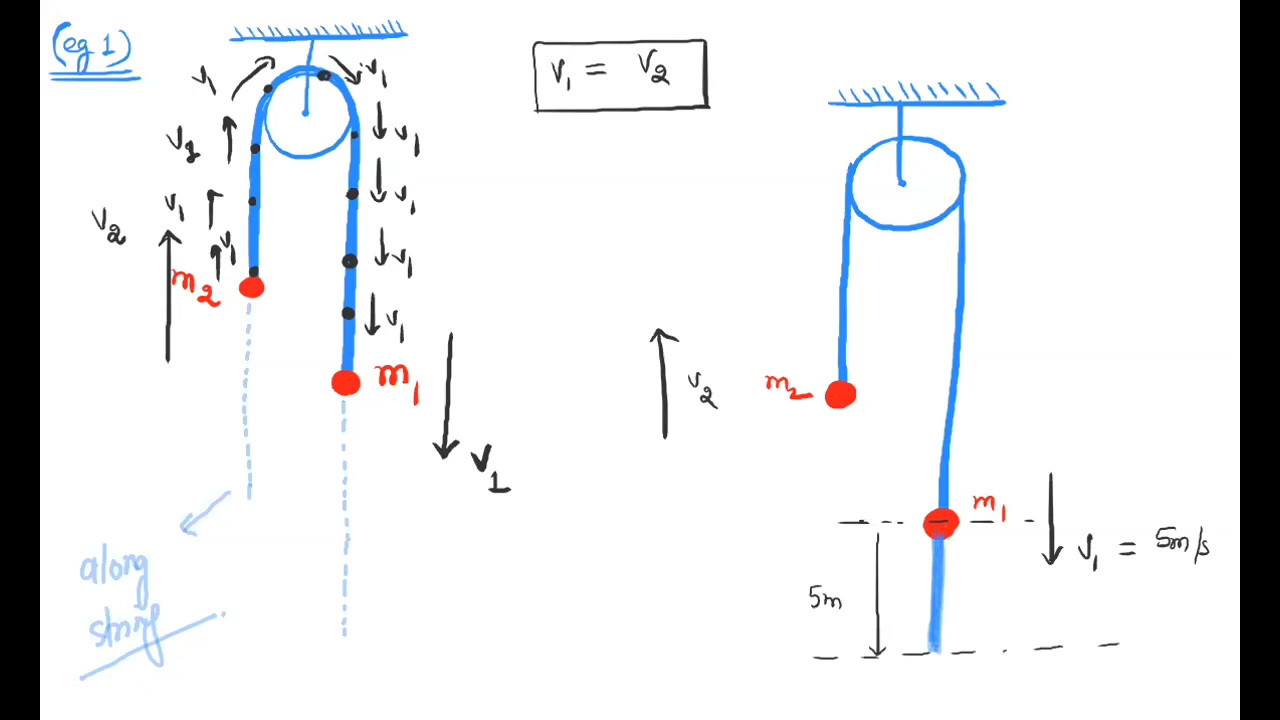 (eg 1)
v₁ = v₂
v₁
v₁
v₂
v₁
v₁
v₁
v₁
v₂
v₁
v₁
m₂
v₁
m₁
v₁
along
string
v₂
m₂
m₁
v₁ = 5m/s
5m